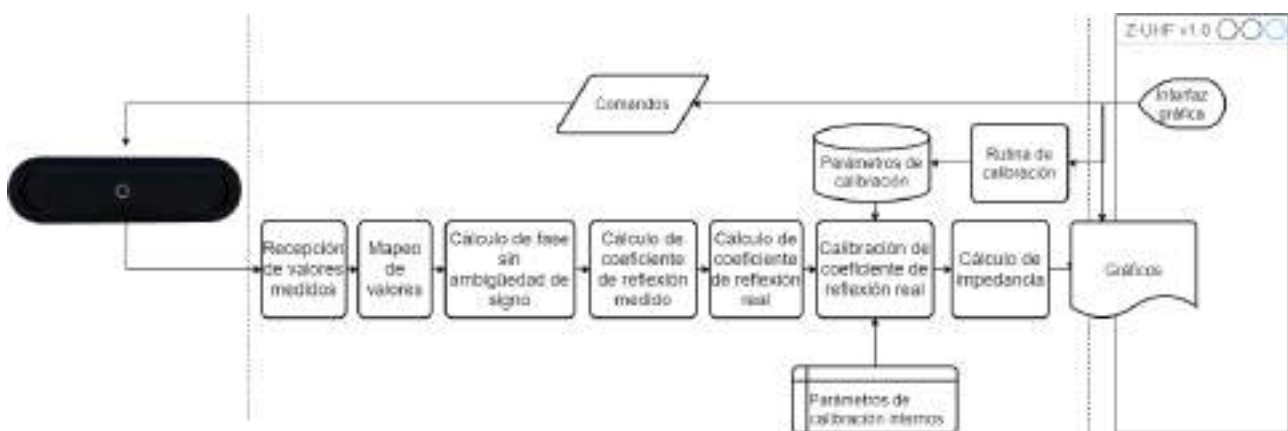 Z-UHF v1.0
Comandos
Interfaz
gráfica
Parámetros de
calibración
Rutina de
calibración
Recepción
de valores
medidos
Mapeo
de
valores
Cálculo de fase
sin
ambigüedad de
signo
Cálculo de
coeficiente
de reflexión
medido
Cálculo de
coeficiente
de reflexión
real
Calibración de
coeficiente de
reflexión real
Cálculo de
impedancia
Gráficos
Parámetros de
calibración internos